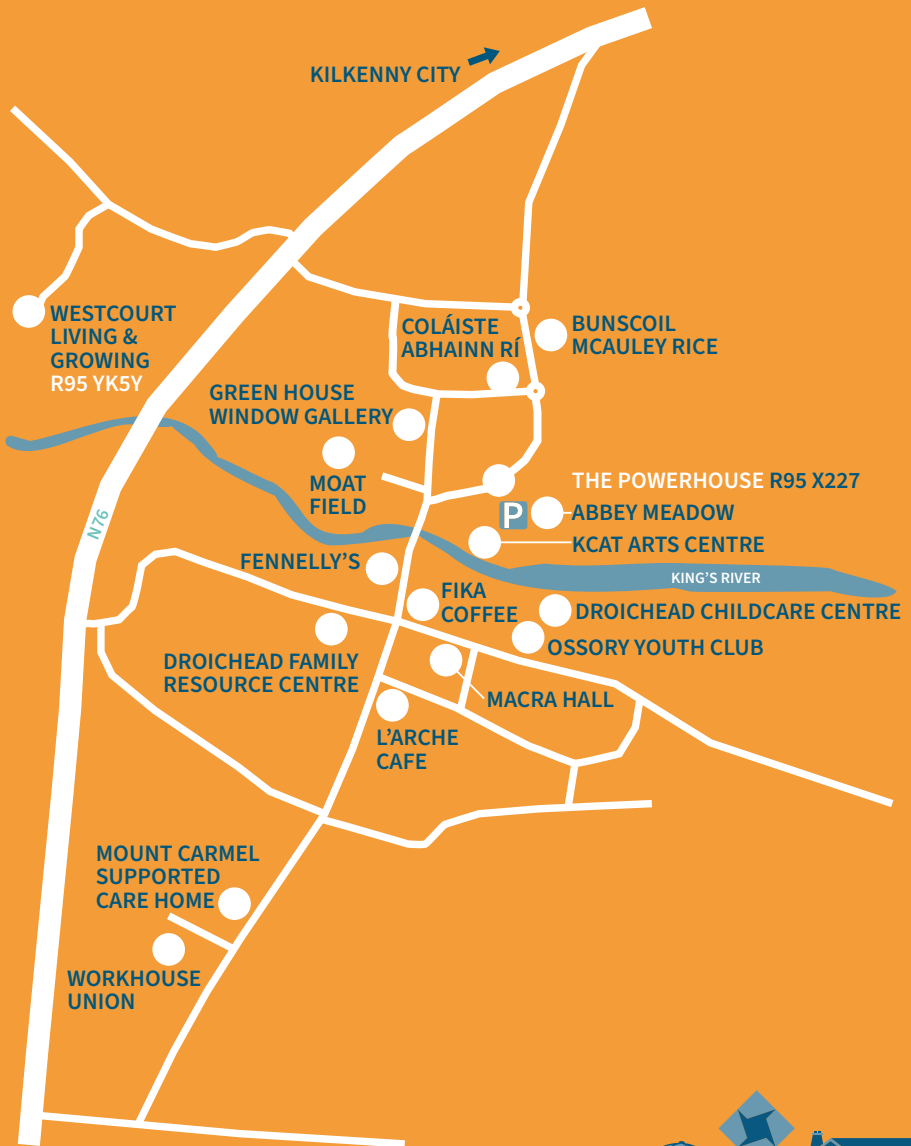 KILKENNY CITY
WESTCOURT
LIVING &
GROWING
R95 YK5Y
COLÁISTE
ABHAINN RÍ
BUNSCOIL
MCAULEY RICE
GREEN HOUSE
WINDOW GALLERY
MOAT
FIELD
THE POWERHOUSE R95 X227
P
ABBEY MEADOW
KCAT ARTS CENTRE
N76
FENNELLY'S
KING'S RIVER
FIKA
COFFEE
DROICHEAD CHILDCARE CENTRE
OSSORY YOUTH CLUB
DROICHEAD FAMILY
RESOURCE CENTRE
MACRA HALL
L'ARCHE
CAFE
MOUNT CARMEL
SUPPORTED
CARE HOME
WORKHOUSE
UNION